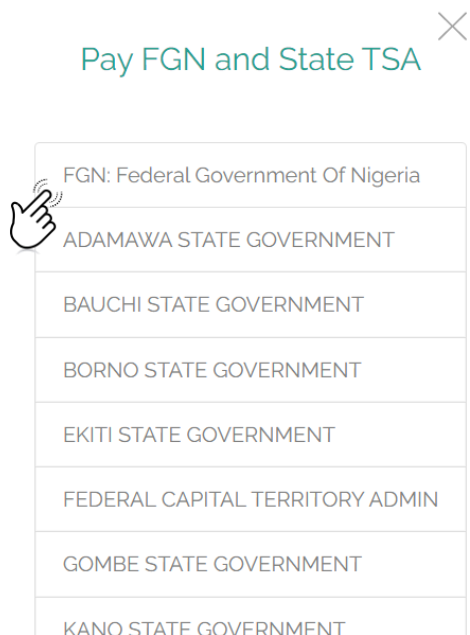 Pay FGN and State TSA
FGN: Federal Government Of Nigeria
ADAMAWA STATE GOVERNMENT
BAUCHI STATE GOVERNMENT
BORNO STATE GOVERNMENT
EKITI STATE GOVERNMENT
FEDERAL CAPITAL TERRITORY ADMIN
GOMBE STATE GOVERNMENT
KANO STATE GOVERNMENT